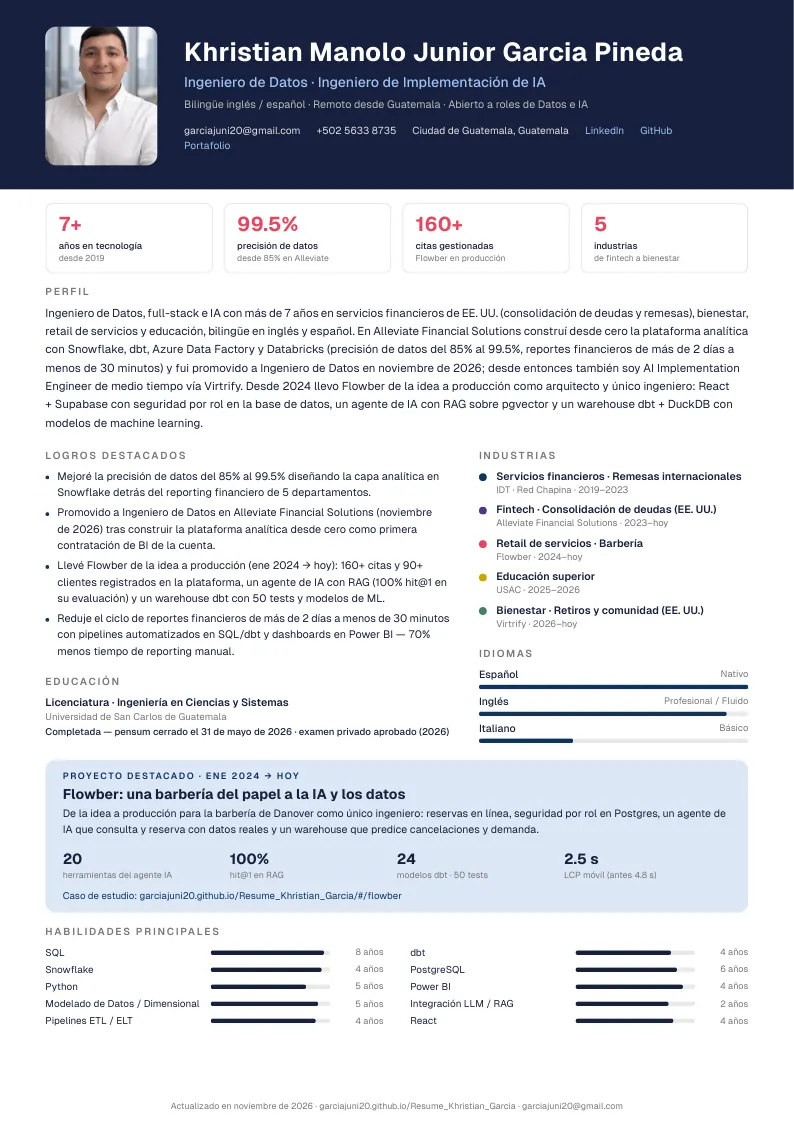 Khristian Manolo Junior Garcia Pineda
Ingeniero de Datos · Ingeniero de Implementación de IA
Bilingüe inglés / español · Remoto desde Guatemala · Abierto a roles de Datos e IA
garciajuni20@gmail.com +502 5633 8735 Ciudad de Guatemala, Guatemala LinkedIn GitHub
Portafolio
7+
años en tecnología
desde 2019
99.5%
precisión de datos
desde 85% en Alleviate
160+
citas gestionadas
Flowber en producción
5
industrias
de fintech a bienestar
PERFIL
Ingeniero de Datos, full-stack e IA con más de 7 años en servicios financieros de EE. UU. (consolidación de deudas y remesas), bienestar,
retail de servicios y educación, bilingüe en inglés y español. En Alleviate Financial Solutions construí desde cero la plataforma analítica
con Snowflake, dbt, Azure Data Factory y Databricks (precisión de datos del 85% al 99.5%, reportes financieros de más de 2 días a
menos de 30 minutos) y fui promovido a Ingeniero de Datos en noviembre de 2026; desde entonces también soy AI Implementation
Engineer de medio tiempo vía Virtrify. Desde 2024 llevo Flowber de la idea a producción como arquitecto y único ingeniero: React
+ Supabase con seguridad por rol en la base de datos, un agente de IA con RAG sobre pgvector y un warehouse dbt + DuckDB con
modelos de machine learning.
LOGROS DESTACADOS
• Mejoré la precisión de datos del 85% al 99.5% diseñando la capa analítica en
Snowflake detrás del reporting financiero de 5 departamentos.
• Promovido a Ingeniero de Datos en Alleviate Financial Solutions (noviembre
de 2026) tras construir la plataforma analítica desde cero como primera
contratación de BI de la cuenta.
• Llevé Flowber de la idea a producción (ene 2024 → hoy): 160+ citas y 90+
clientes registrados en la plataforma, un agente de IA con RAG (100% hit@1 en
su evaluación) y un warehouse dbt con 50 tests y modelos de ML.
• Reduje el ciclo de reportes financieros de más de 2 días a menos de 30 minutos
con pipelines automatizados en SQL/dbt y dashboards en Power BI — 70%
menos tiempo de reporting manual.
EDUCACIÓN
Licenciatura · Ingeniería en Ciencias y Sistemas
Universidad de San Carlos de Guatemala
Completada — pensum cerrado el 31 de mayo de 2026 · examen privado aprobado (2026)
INDUSTRIAS
Servicios financieros · Remesas internacionales
IDT · Red Chapina · 2019–2023
Fintech · Consolidación de deudas (EE. UU.)
Alleviate Financial Solutions · 2023–hoy
Retail de servicios · Barbería
Flowber · 2024–hoy
Educación superior
USAC · 2025–2026
Bienestar · Retiros y comunidad (EE. UU.)
Virtrify · 2026–hoy
IDIOMAS
Español Nativo
Inglés Profesional / Fluido
Italiano Básico
PROYECTO DESTACADO · ENE 2024 → HOY
Flowber: una barbería del papel a la IA y los datos
De la idea a producción para la barbería de Danover como único ingeniero: reservas en línea, seguridad por rol en Postgres, un agente de
IA que consulta y reserva con datos reales y un warehouse que predice cancelaciones y demanda.
20
herramientas del agente IA
100%
hit@1 en RAG
24
modelos dbt · 50 tests
2.5 s
LCP móvil (antes 4.8 s)
Caso de estudio: garciajuni20.github.io/Resume_Khristian_Garcia/#/flowber
HABILIDADES PRINCIPALES
SQL 8 años
Snowflake 4 años
Python 5 años
Modelado de Datos / Dimensional 5 años
Pipelines ETL / ELT 4 años
dbt 4 años
PostgreSQL 6 años
Power BI 4 años
Integración LLM / RAG 2 años
React 4 años
Actualizado en noviembre de 2026 · garciajuni20.github.io/Resume_Khristian_Garcia · garciajuni20@gmail.com